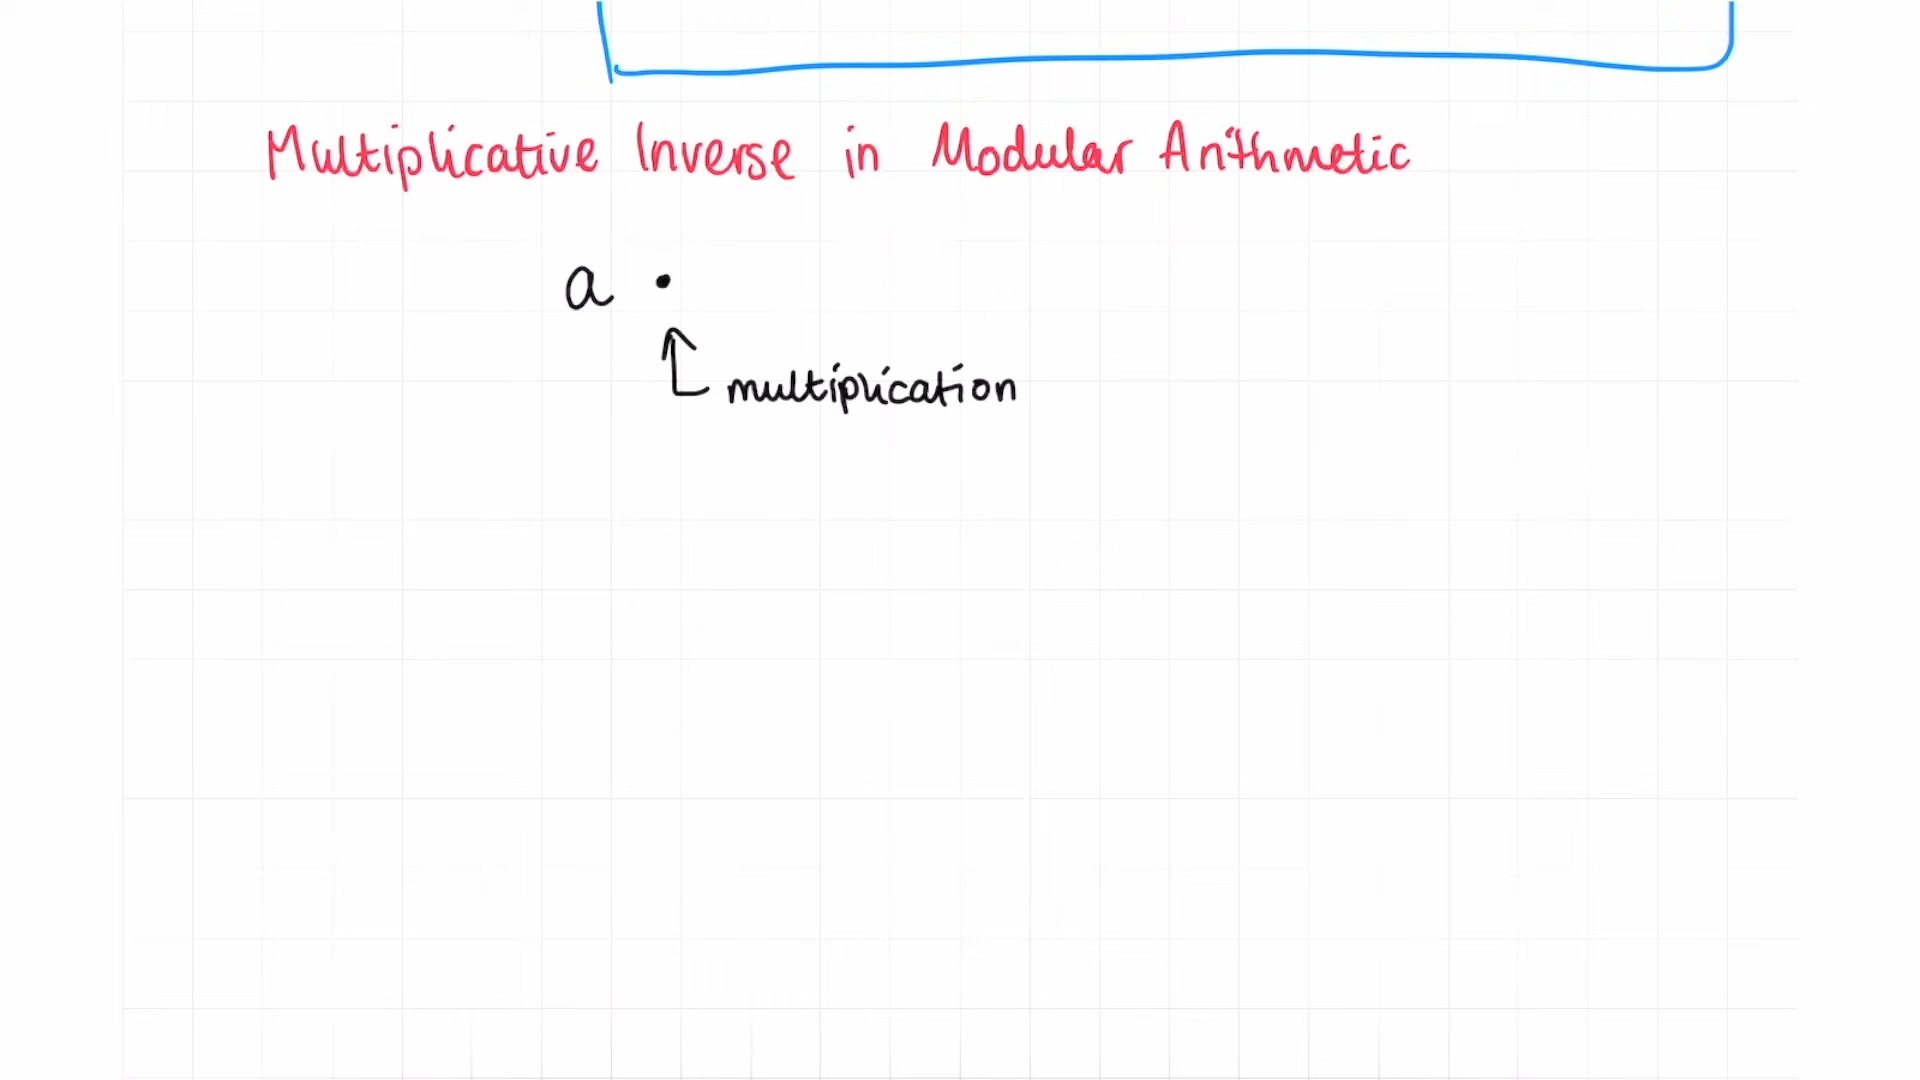 Multiplicative Inverse in Modular Arithmetic
a •
multiplication